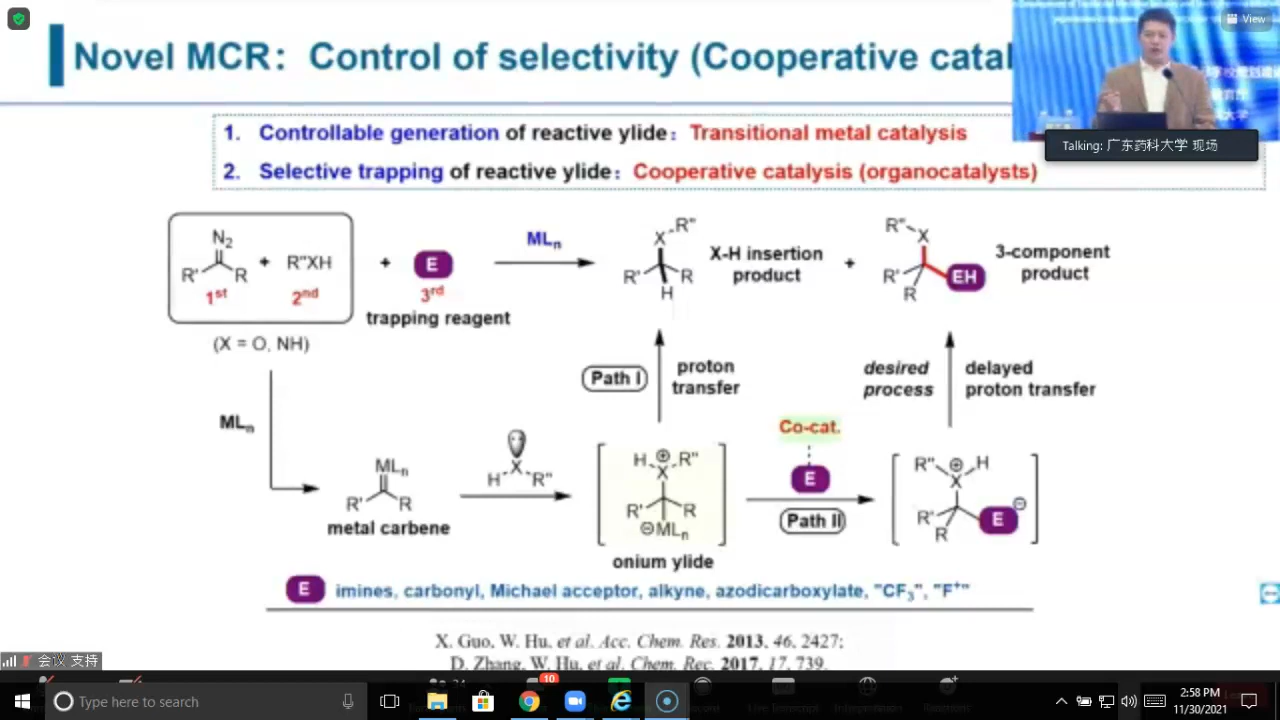 View
Novel MCR: Control of selectivity (Cooperative catal
Talking: 广东药科大学 现场
1. Controllable generation of reactive ylide: Transitional metal catalysis
2. Selective trapping of reactive ylide: Cooperative catalysis (organocatalysts)
N2
R' R
1st
+
R"XH
2nd
(X = O, NH)
+
E
3rd
trapping reagent
MLn
X R"
R' R
H
X-H insertion
product
+
R" X
R' EH
R
3-component
product
Path I
proton
transfer
desired
process
delayed
proton transfer
MLn
MLn
R' R
metal carbene
H X R"
H ⊕ R"
X
R' R
⊖MLn
onium ylide
Co-cat.
E
Path II
R" ⊕ H
X
R' E ⊖
R
E imines, carbonyl, Michael acceptor, alkyne, azodicarboxylate, "CF3", "F+"
X. Guo, W. Hu, et al. Acc. Chem. Res. 2013, 46, 2427;
D. Zhang, W. Hu, et al. Chem. Rec. 2017, 17, 739.
会议 支持
10
Type here to search
2:58 PM
11/30/2021